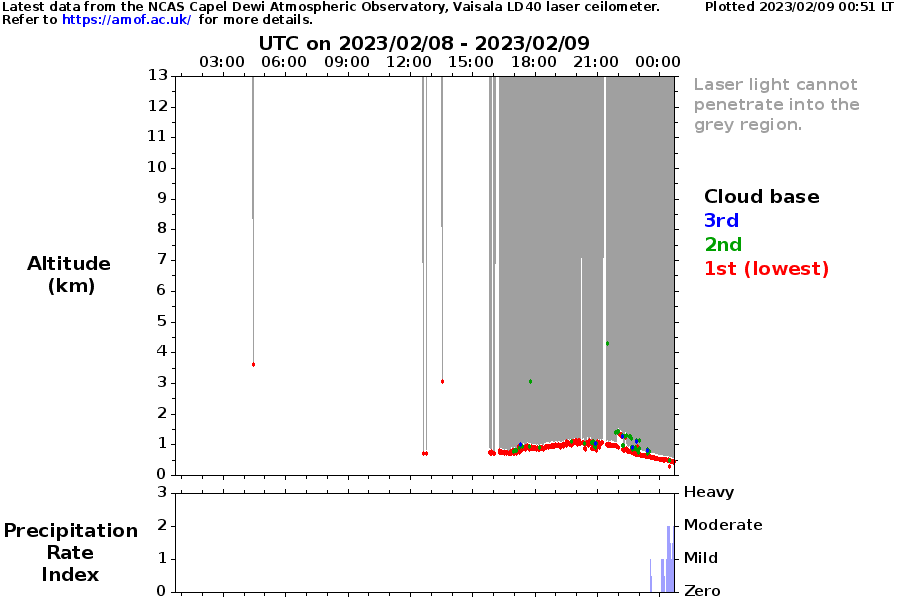 Latest data from the NCAS Capel Dewi Atmospheric Observatory, Vaisala LD40 laser ceilometer. Plotted 2023/02/09 00:51 LT
Refer to https://amof.ac.uk/ for more details.
UTC on 2023/02/08 - 2023/02/09
03:00 06:00 09:00 12:00 15:00 18:00 21:00 00:00
13
12
11
10
9
8
7
6
5
4
3
2
1
0
Altitude
(km)
Laser light cannot
penetrate into the
grey region.
Cloud base
3rd
2nd
1st (lowest)
3 Heavy
2 Moderate
1 Mild
0 Zero
Precipitation
Rate
Index